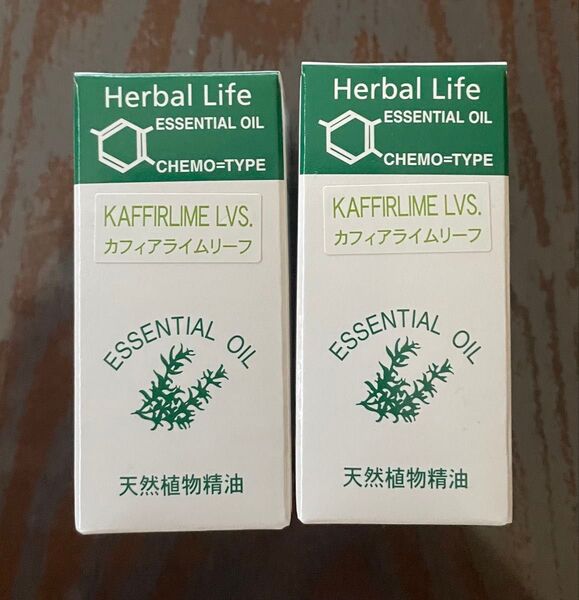 Herbal Life
ESSENTIAL OIL
CHEMO=TYPE
KAFFIRLIME LVS.
カフィアライムリーフ
ESSENTIAL OIL
天然植物精油
Herbal Life
ESSENTIAL OIL
CHEMO=TYPE
KAFFIRLIME LVS.
カフィアライムリーフ
ESSENTIAL OIL
天然植物精油